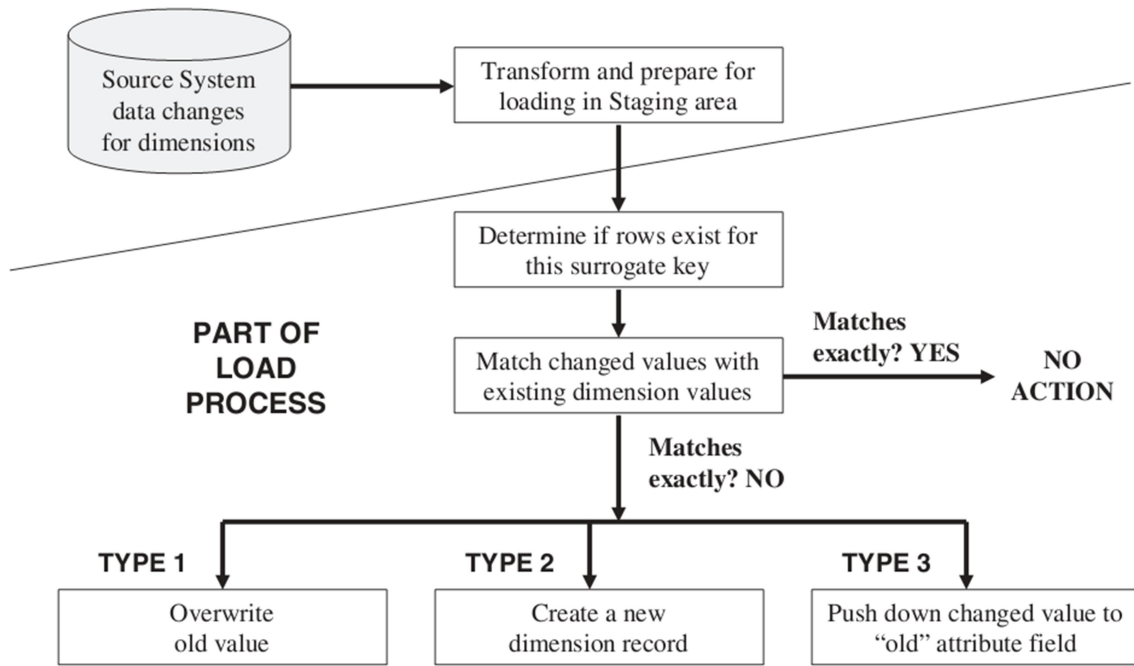 Source System
data changes
for dimensions
Transform and prepare for
loading in Staging area
Determine if rows exist for
this surrogate key
PART OF
LOAD
PROCESS
Match changed values with
existing dimension values
Matches
exactly? YES
NO
ACTION
Matches
exactly? NO
TYPE 1
Overwrite
old value
TYPE 2
Create a new
dimension record
TYPE 3
Push down changed value to
“old” attribute field